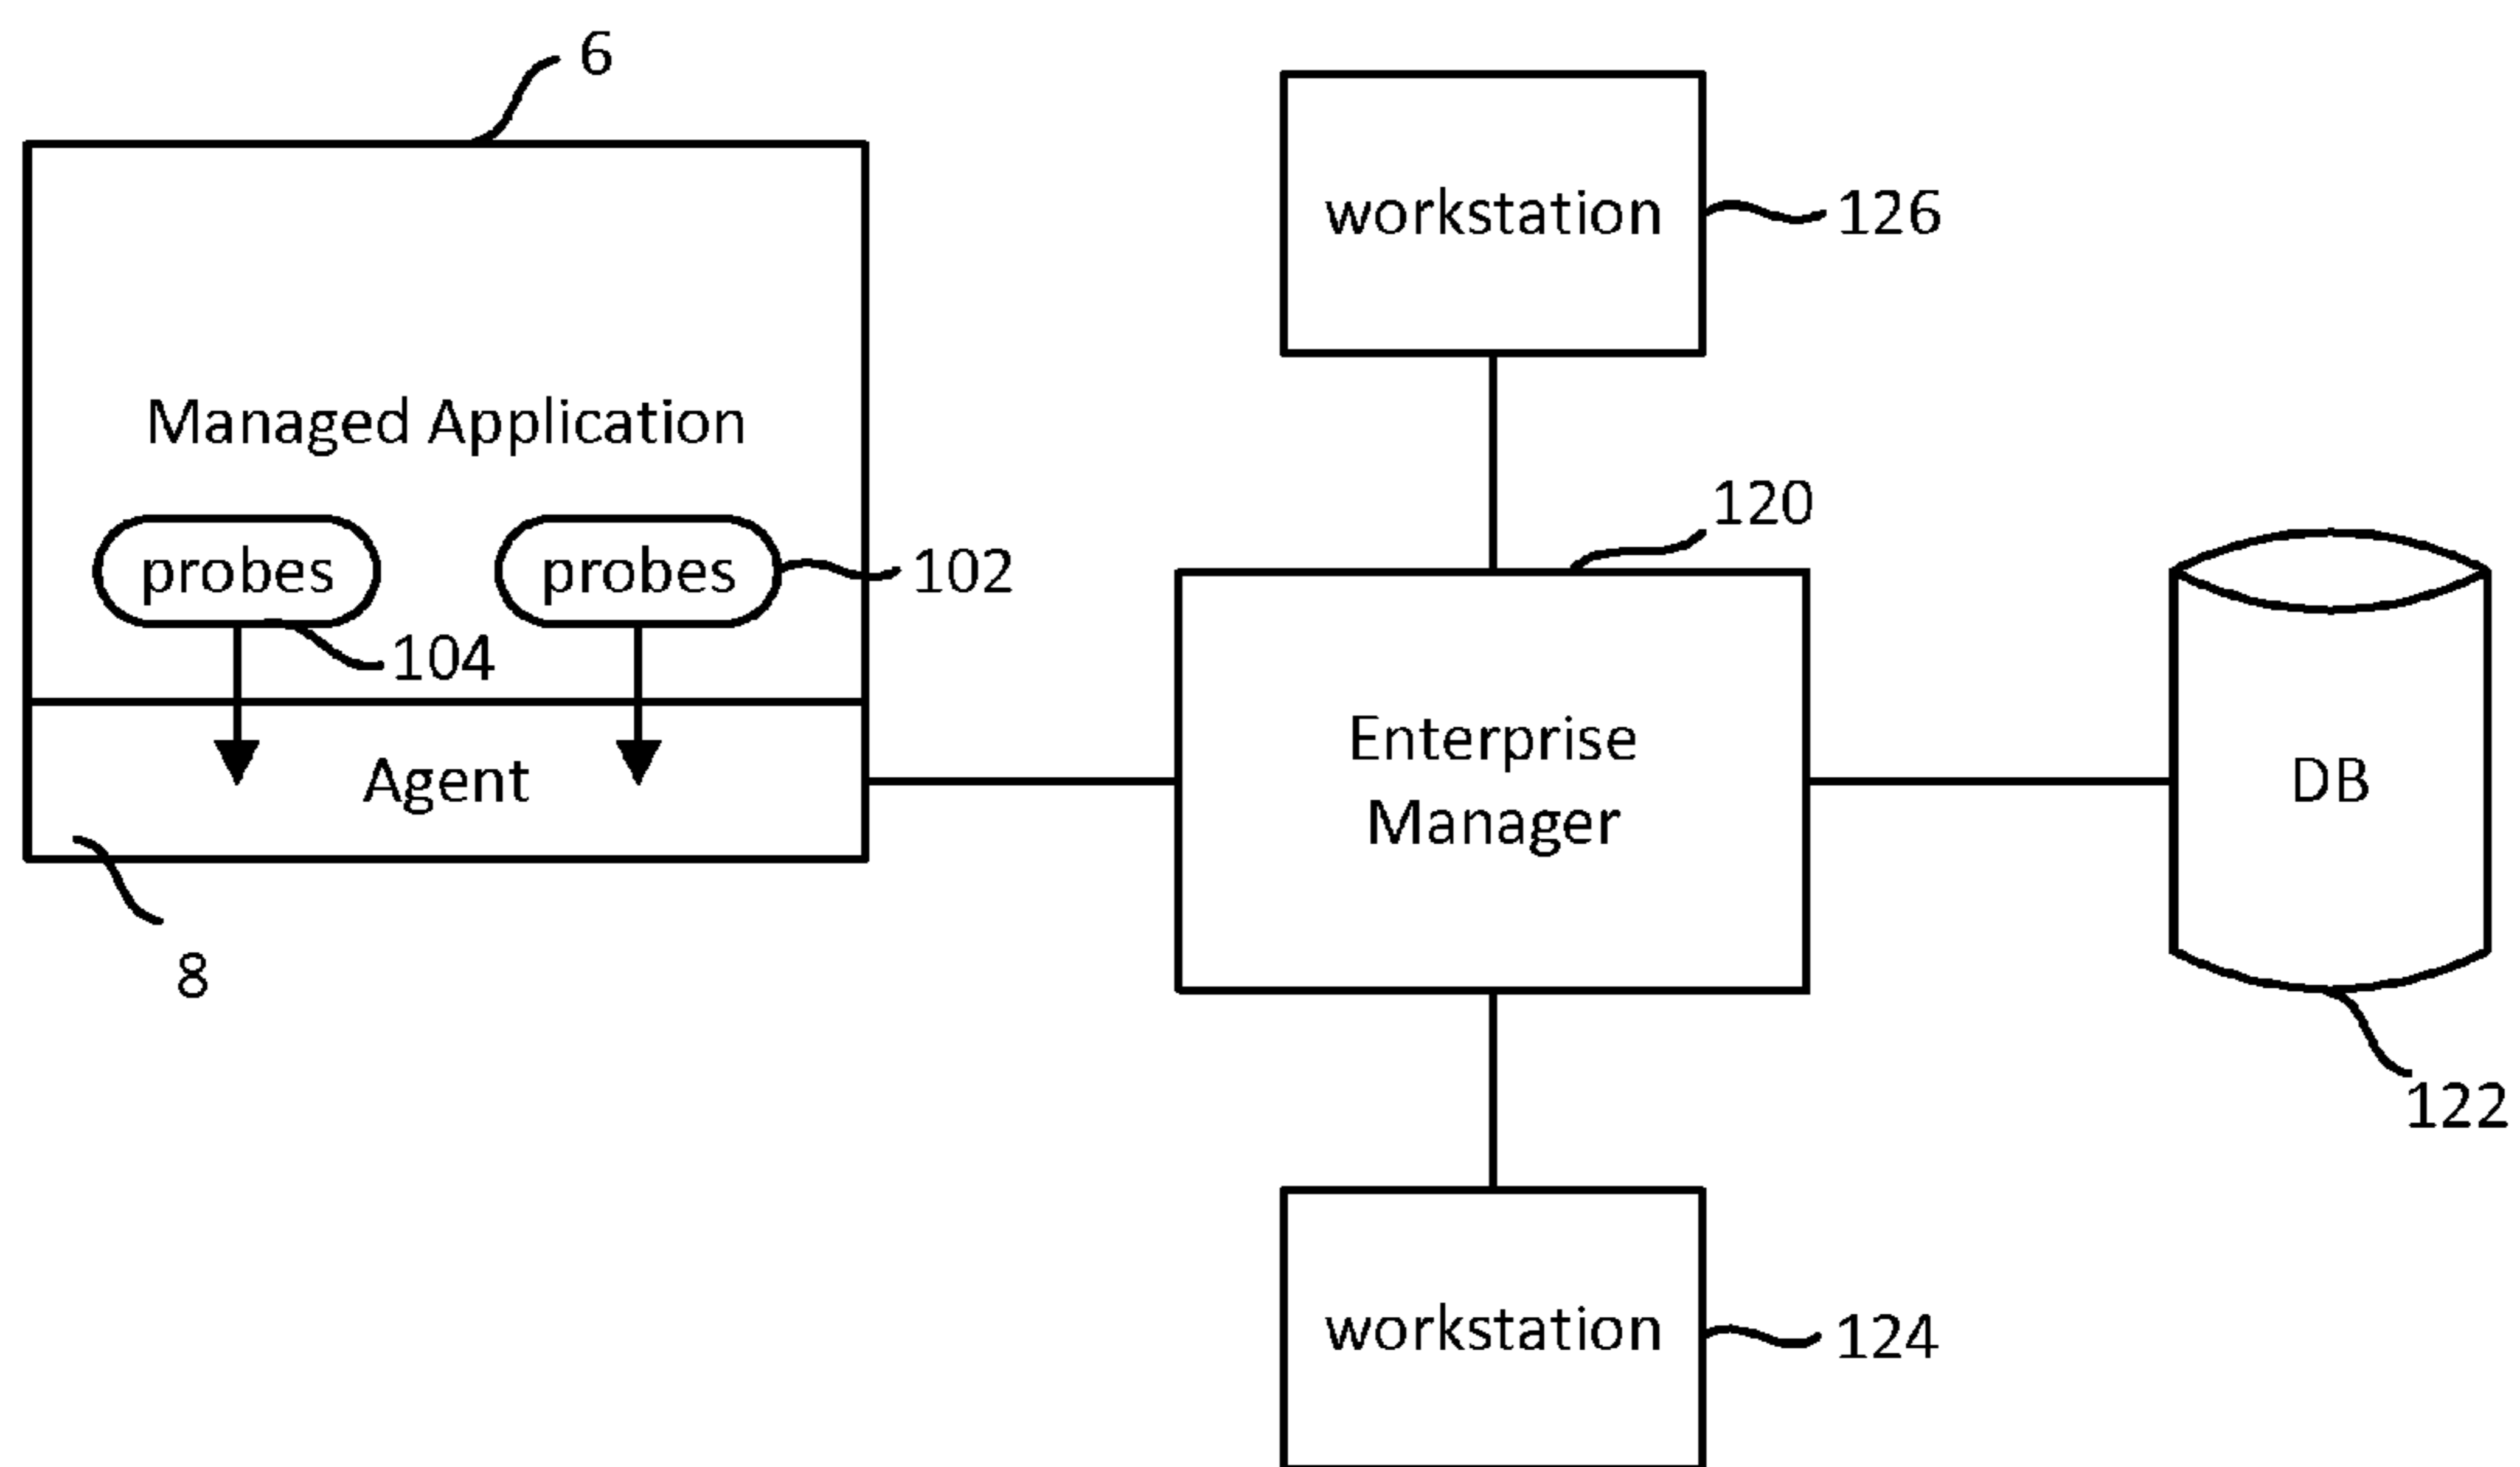 6
workstation
126
Managed Application
120
probes
probes
102
104
Enterprise
Manager
Agent
DB
8
122
workstation
124